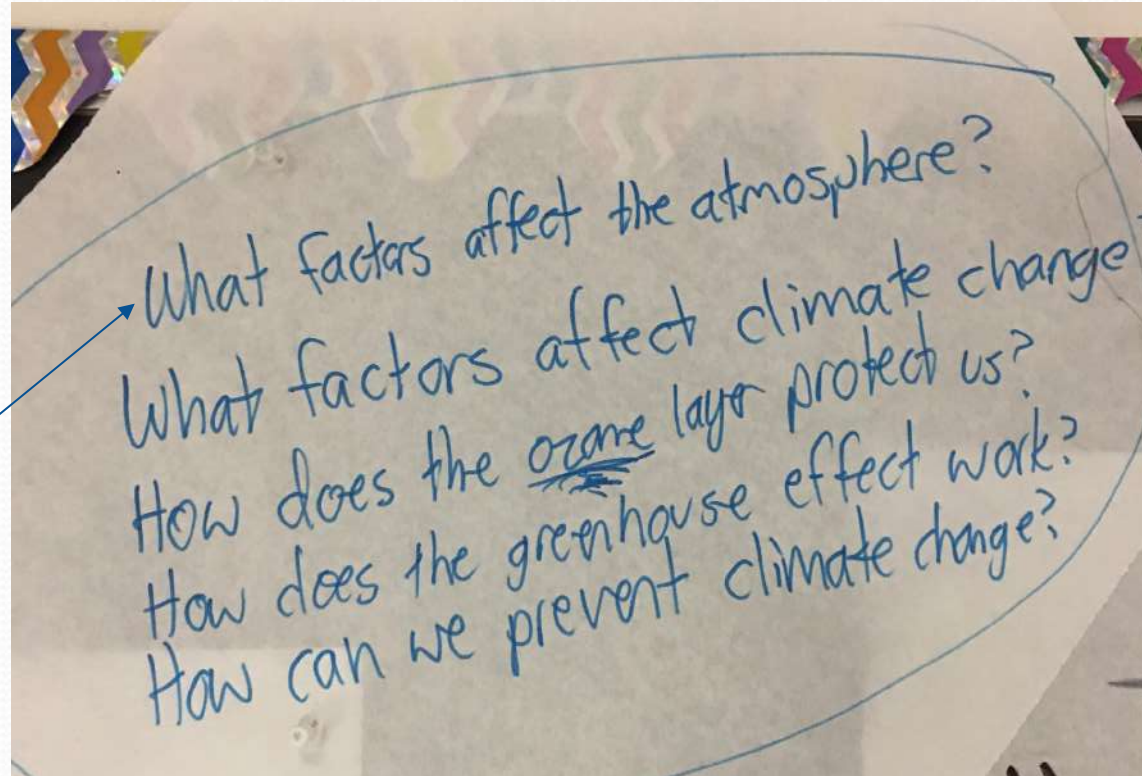 What factors affect the atmosphere?
What factors affect climate change
How does the ozone layer protect us?
How does the greenhouse effect work?
How can we prevent climate change?